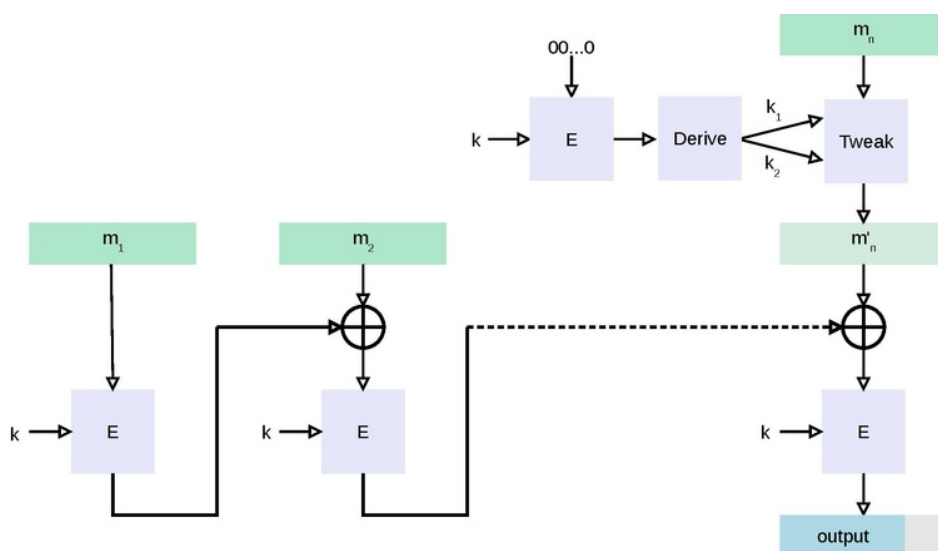 m_n
00...0
k
E
Derive
k_1
k_2
Tweak
m_1
m_2
m'_n
k
E
k
E
k
E
output